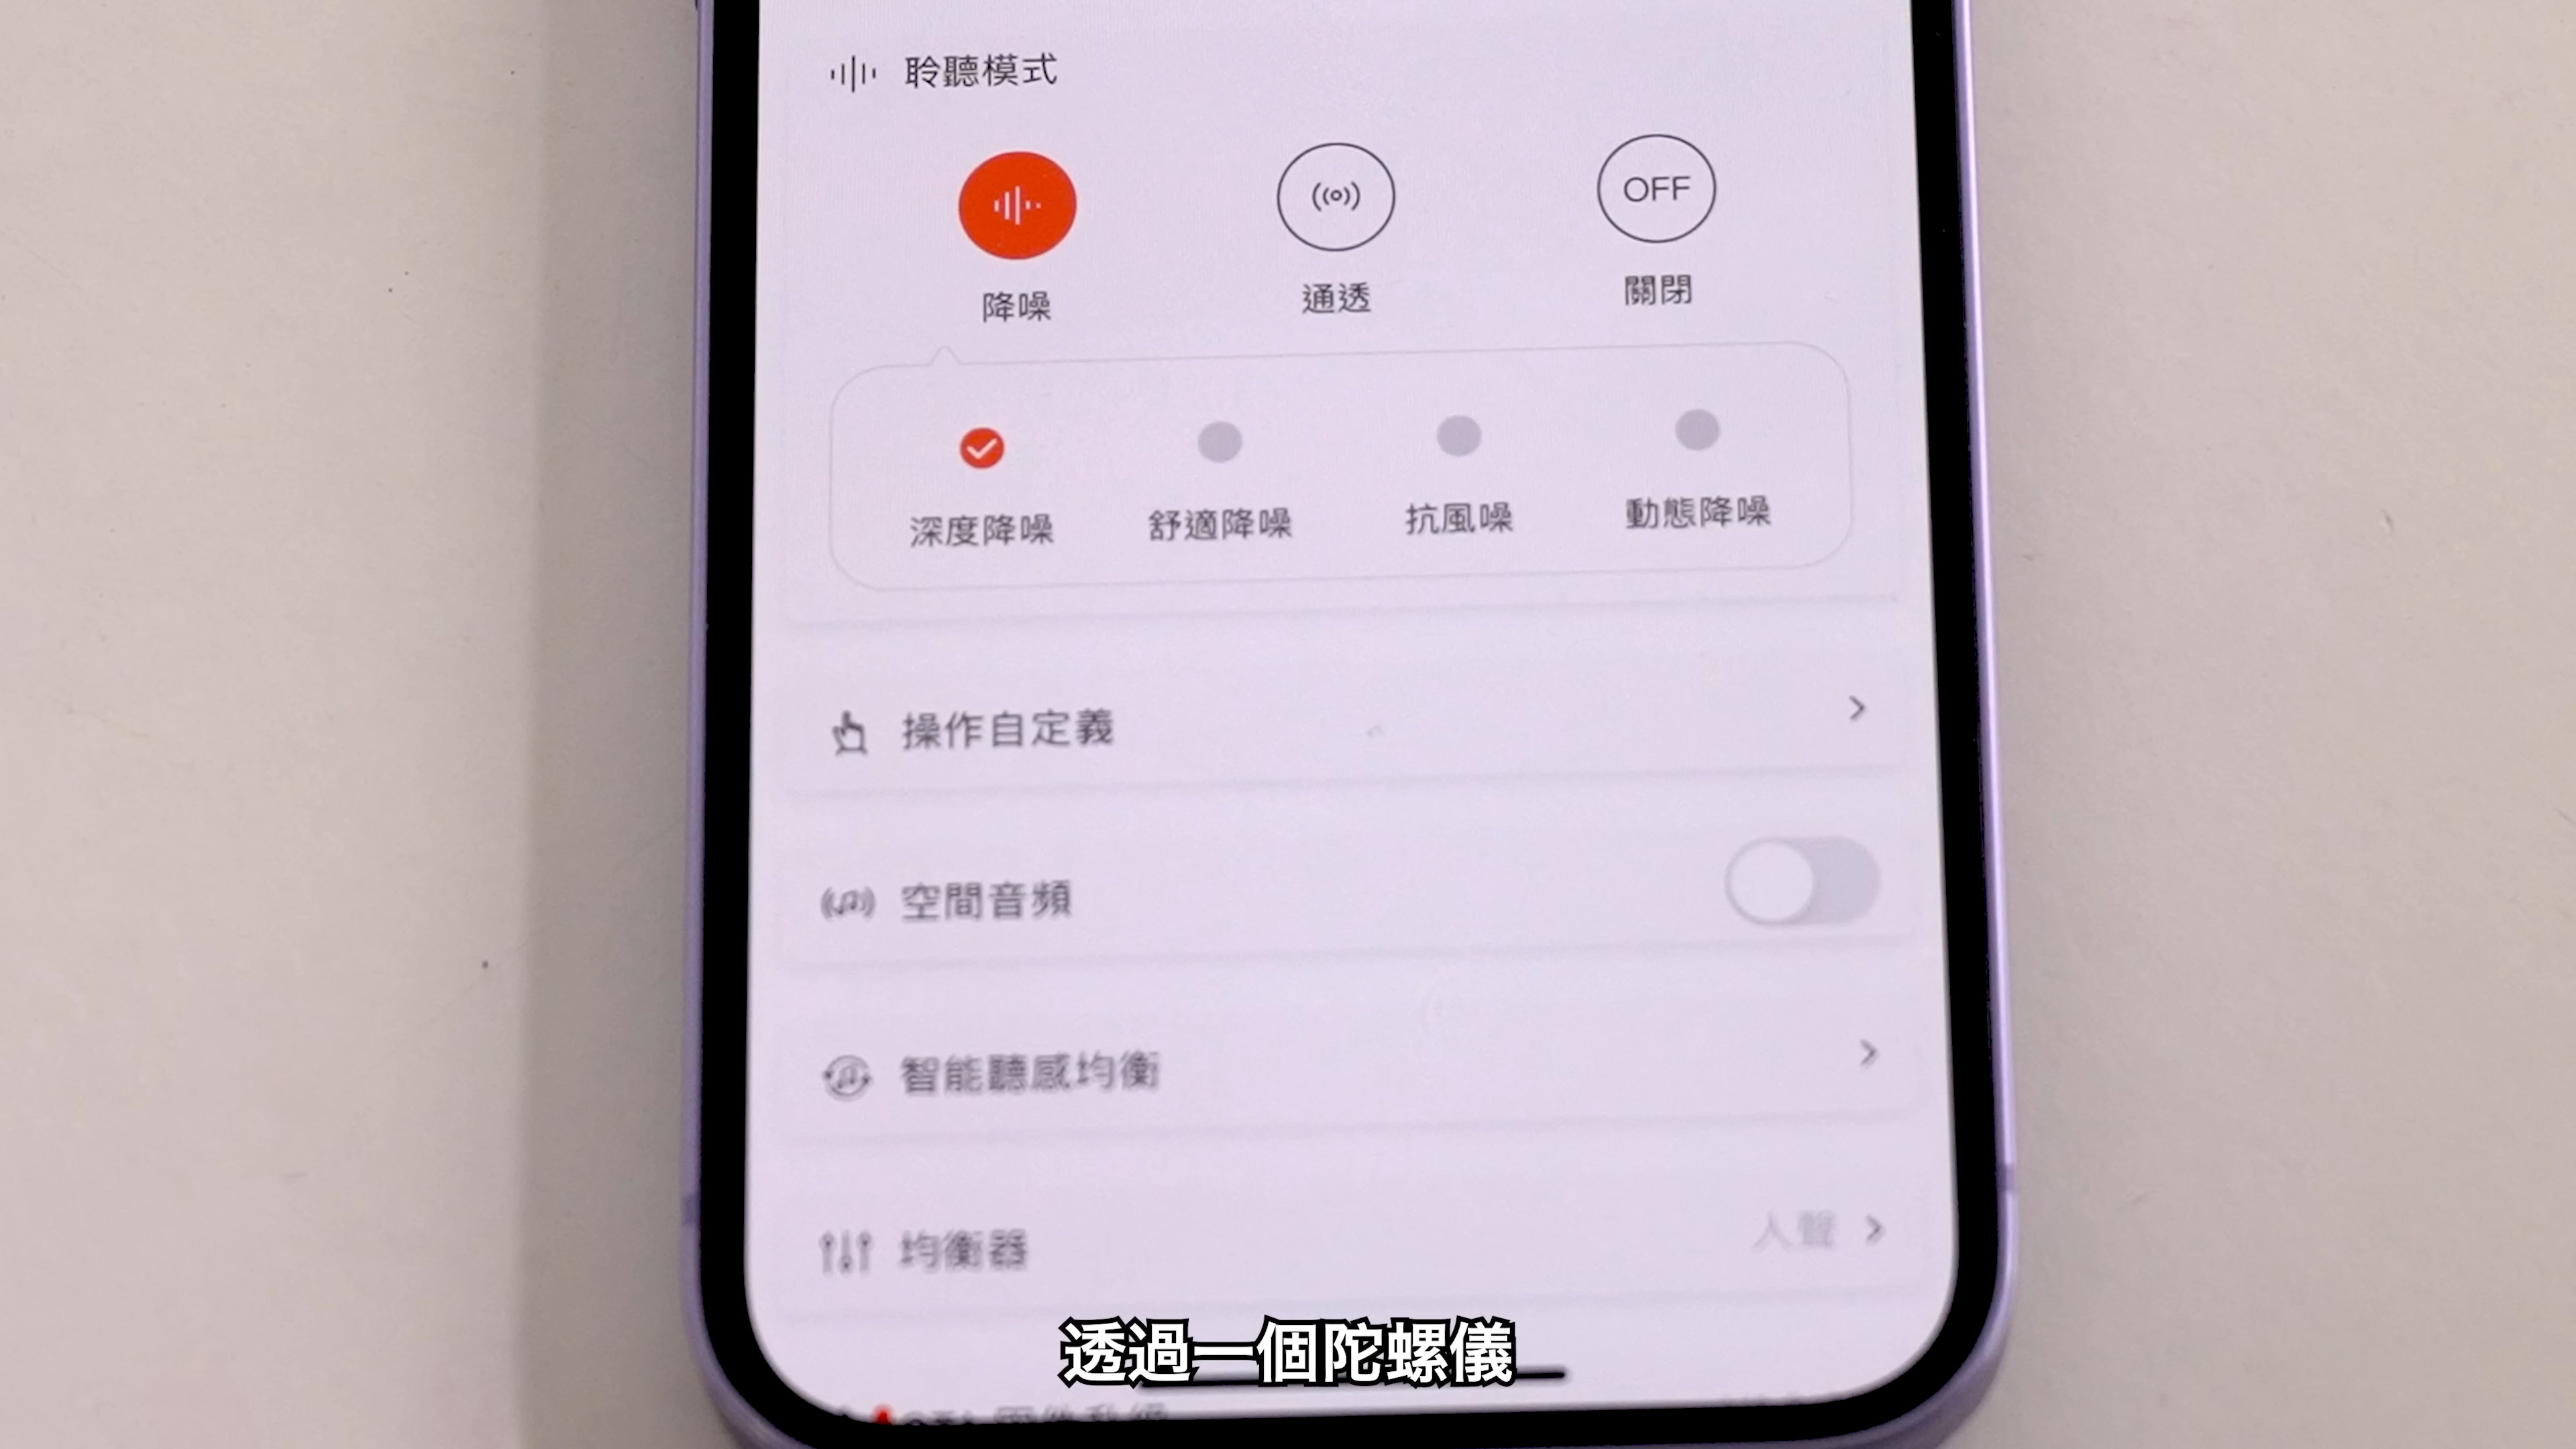 聆聽模式
OFF
降噪 通透 關閉
深度降噪 舒適降噪 抗風噪 動態降噪
操作自定義
空間音頻
智能聽感均衡
均衡器 人聲
透過一個陀螺儀